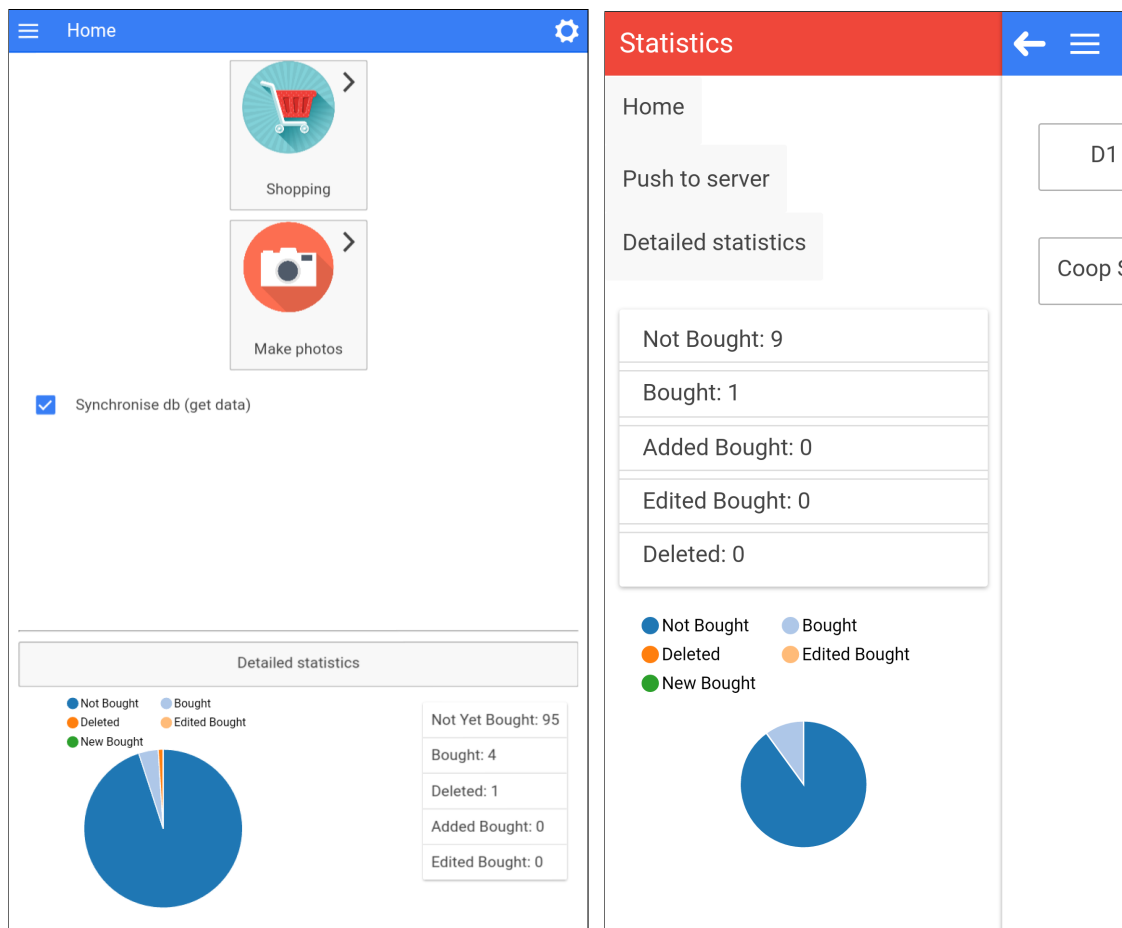 Home
Shopping
Make photos
Synchronise db (get data)
Detailed statistics
Not Bought
Bought
Deleted
Edited Bought
New Bought
Not Yet Bought: 95
Bought: 4
Deleted: 1
Added Bought: 0
Edited Bought: 0
Statistics
Home
Push to server
Detailed statistics
Not Bought: 9
Bought: 1
Added Bought: 0
Edited Bought: 0
Deleted: 0
Not Bought
Bought
Deleted
Edited Bought
New Bought
D1
Coop S